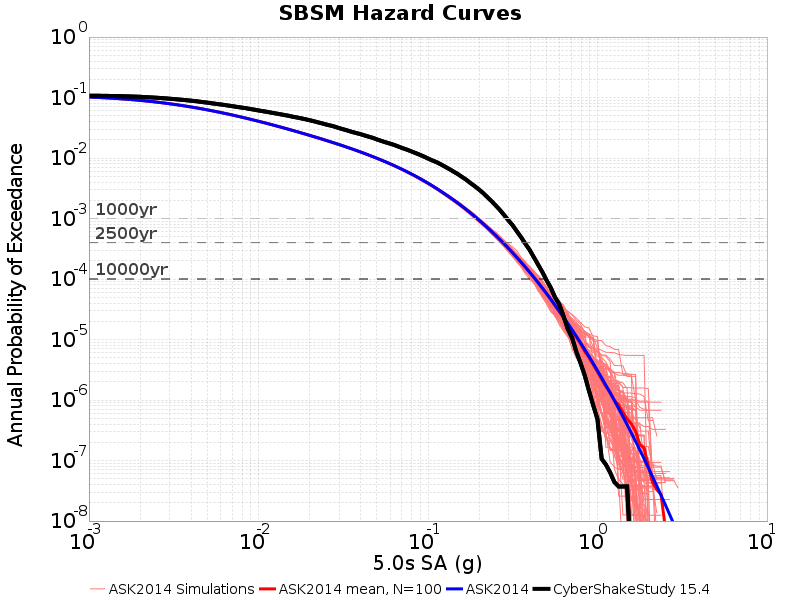 SBSM Hazard Curves
Annual Probability of Exceedance
10^0
10^-1
10^-2
10^-3
10^-4
10^-5
10^-6
10^-7
10^-8
1000yr
2500yr
10000yr
10^-3 10^-2 10^-1 10^0 10^1
5.0s SA (g)
ASK2014 Simulations ASK2014 mean, N=100 ASK2014 CyberShakeStudy 15.4